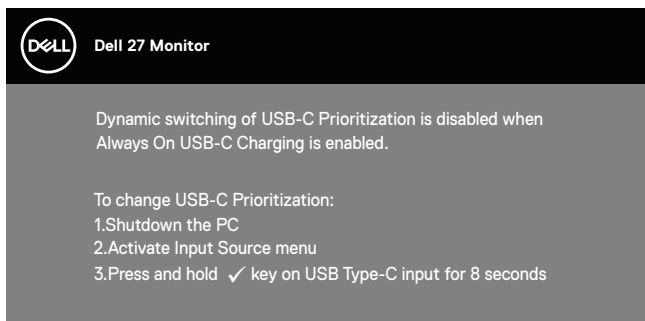 DELL
Dell 27 Monitor
Dynamic switching of USB-C Prioritization is disabled when
Always On USB-C Charging is enabled.
To change USB-C Prioritization:
1.Shutdown the PC
2.Activate Input Source menu
3.Press and hold ✓ key on USB Type-C input for 8 seconds